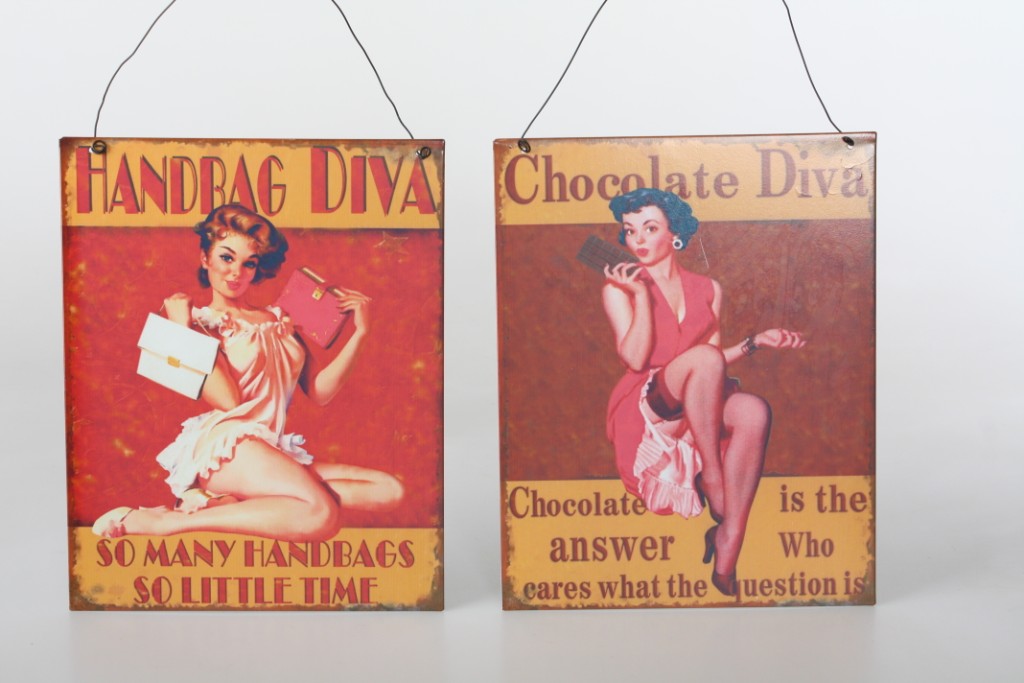 HANDBAG DIVA
SO MANY HANDBAGS
SO LITTLE TIME
Chocolate Diva
Chocolate is the
answer Who
cares what the question is